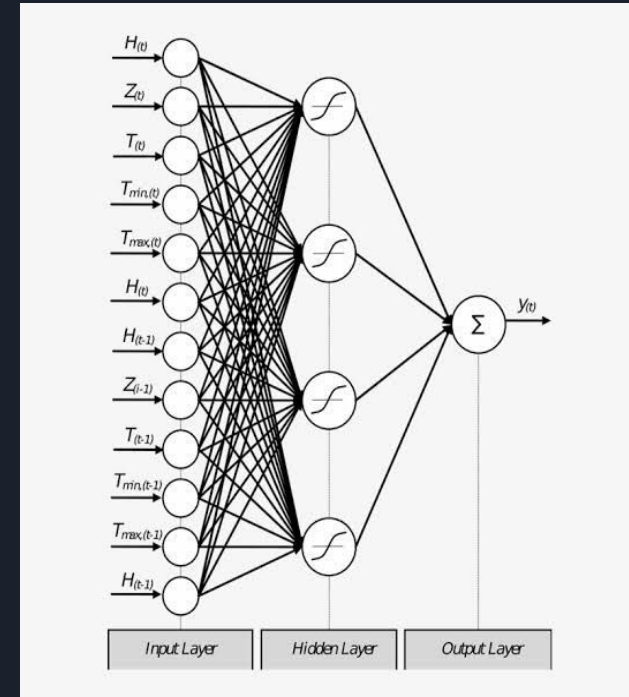 H(t)
Z(t)
T(t)
Tmin,(t)
Tmax,(t)
H(t)
H(t-1)
Z(i-1)
T(t-1)
Tmin,(t-1)
Tmax,(t-1)
H(t-1)
Σ
y(t)
Input Layer
Hidden Layer
Output Layer